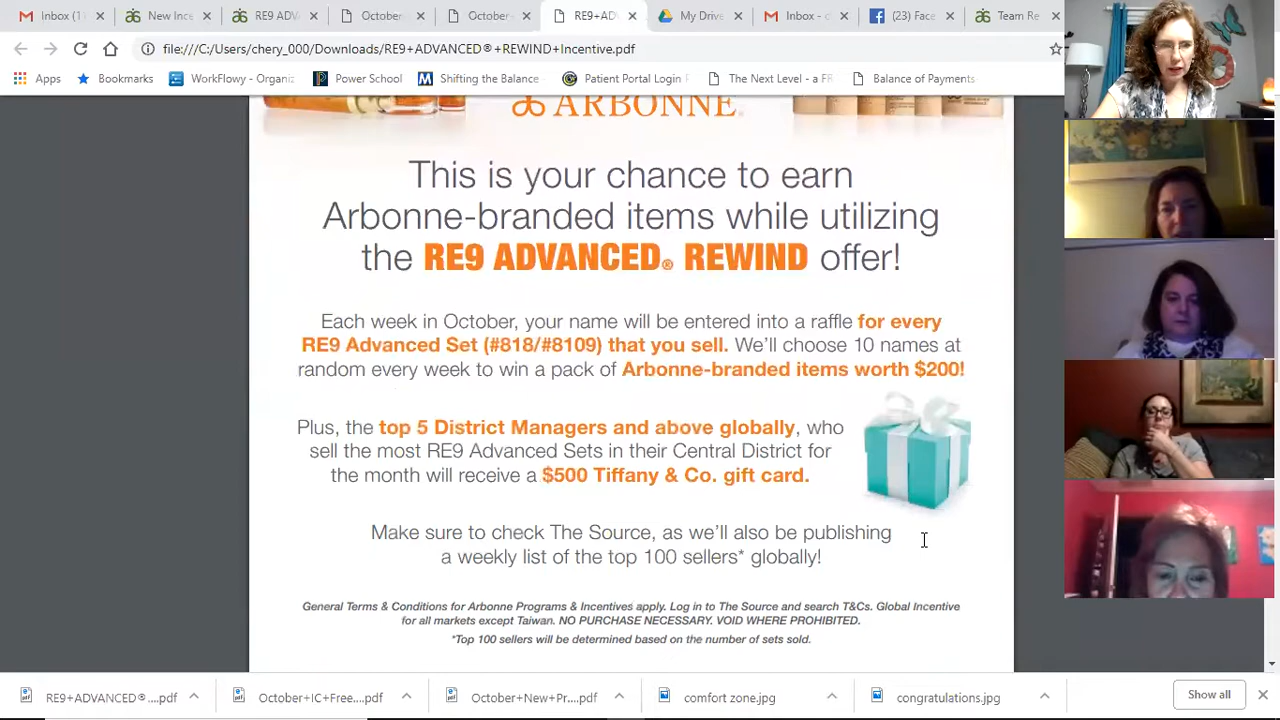 Inbox (1
New Ince
RE9 ADV
October
October
RE9+AD
My Drive
Inbox - o
(23) Face
Team Re
file:///C:/Users/chery_000/Downloads/RE9+ADVANCED®+REWIND+Incentive.pdf
Apps
Bookmarks
WorkFlowy - Organi
Power School
Shifting the Balance
Patient Portal Login
The Next Level - a FR
Balance of Payments
ARBONNE
This is your chance to earn
Arbonne-branded items while utilizing
the RE9 ADVANCED® REWIND offer!
Each week in October, your name will be entered into a raffle for every
RE9 Advanced Set (#818/#8109) that you sell. We'll choose 10 names at
random every week to win a pack of Arbonne-branded items worth $200!
Plus, the top 5 District Managers and above globally, who
sell the most RE9 Advanced Sets in their Central District for
the month will receive a $500 Tiffany & Co. gift card.
Make sure to check The Source, as we'll also be publishing
a weekly list of the top 100 sellers* globally!
General Terms & Conditions for Arbonne Programs & Incentives apply. Log in to The Source and search T&Cs. Global Incentive
for all markets except Taiwan. NO PURCHASE NECESSARY. VOID WHERE PROHIBITED.
*Top 100 sellers will be determined based on the number of sets sold.
RE9+ADVANCED®....pdf
October+IC+Free....pdf
October+New+Pr....pdf
comfort zone.jpg
congratulations.jpg
Show all